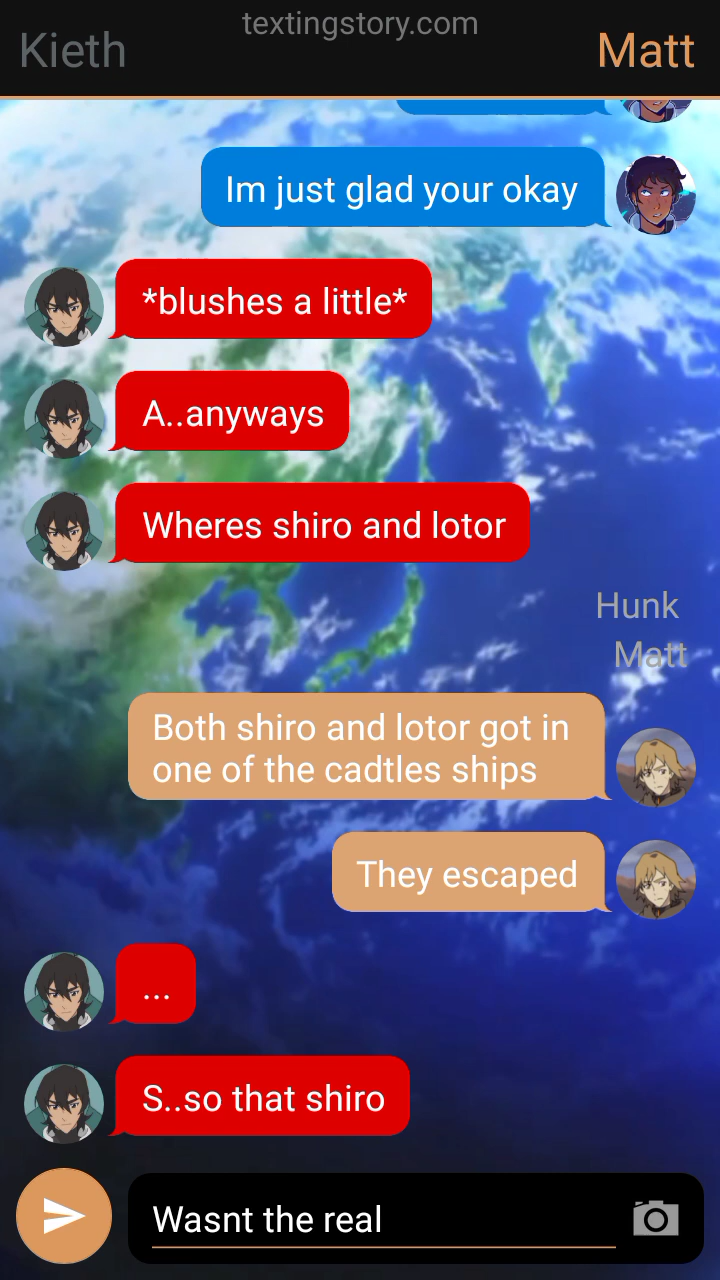 textingstory.com
Kieth
Matt
Im just glad your okay
*blushes a little*
A..anyways
Wheres shiro and lotor
Hunk
Matt
Both shiro and lotor got in
one of the cadtles ships
They escaped
...
S..so that shiro
Wasnt the real